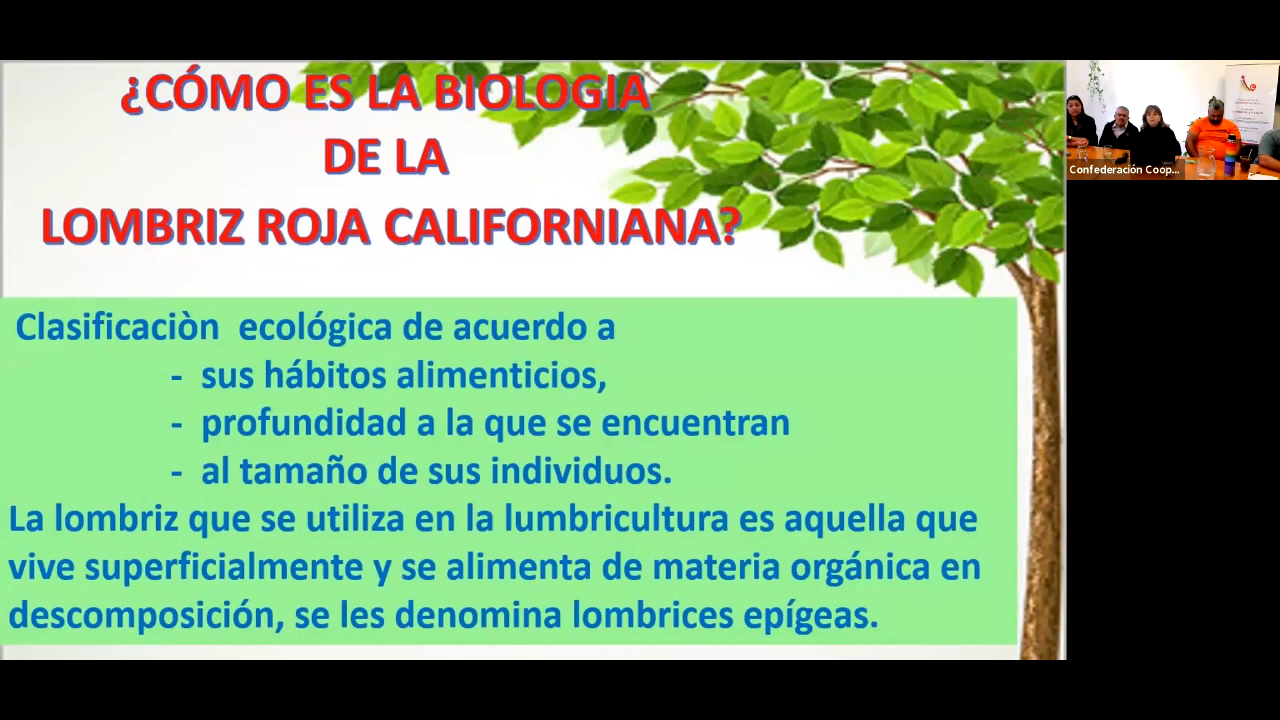 ¿CÓMO ES LA BIOLOGIA
DE LA
LOMBRIZ ROJA CALIFORNIANA?
Clasificaciòn ecológica de acuerdo a
- sus hábitos alimenticios,
- profundidad a la que se encuentran
- al tamaño de sus individuos.
La lombriz que se utiliza en la lumbricultura es aquella que
vive superficialmente y se alimenta de materia orgánica en
descomposición, se les denomina lombrices epígeas.
Confederación Coop...